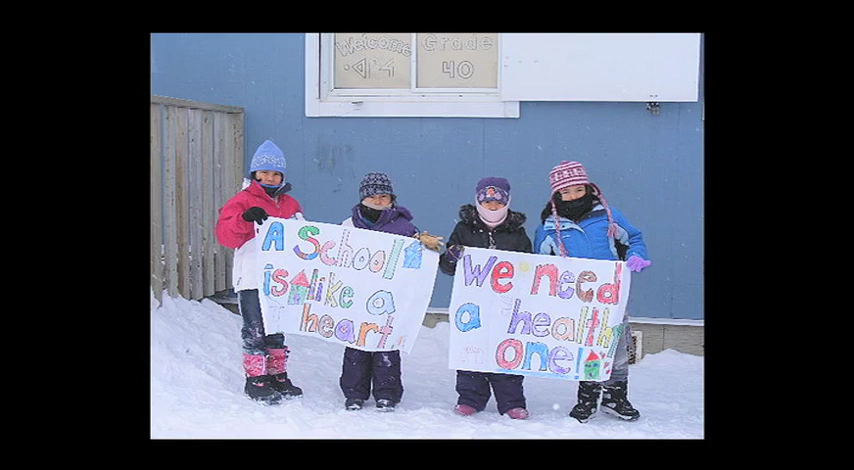 Welcome
Grade
40
A School
is like a
heart.
We need
a healthy
one!